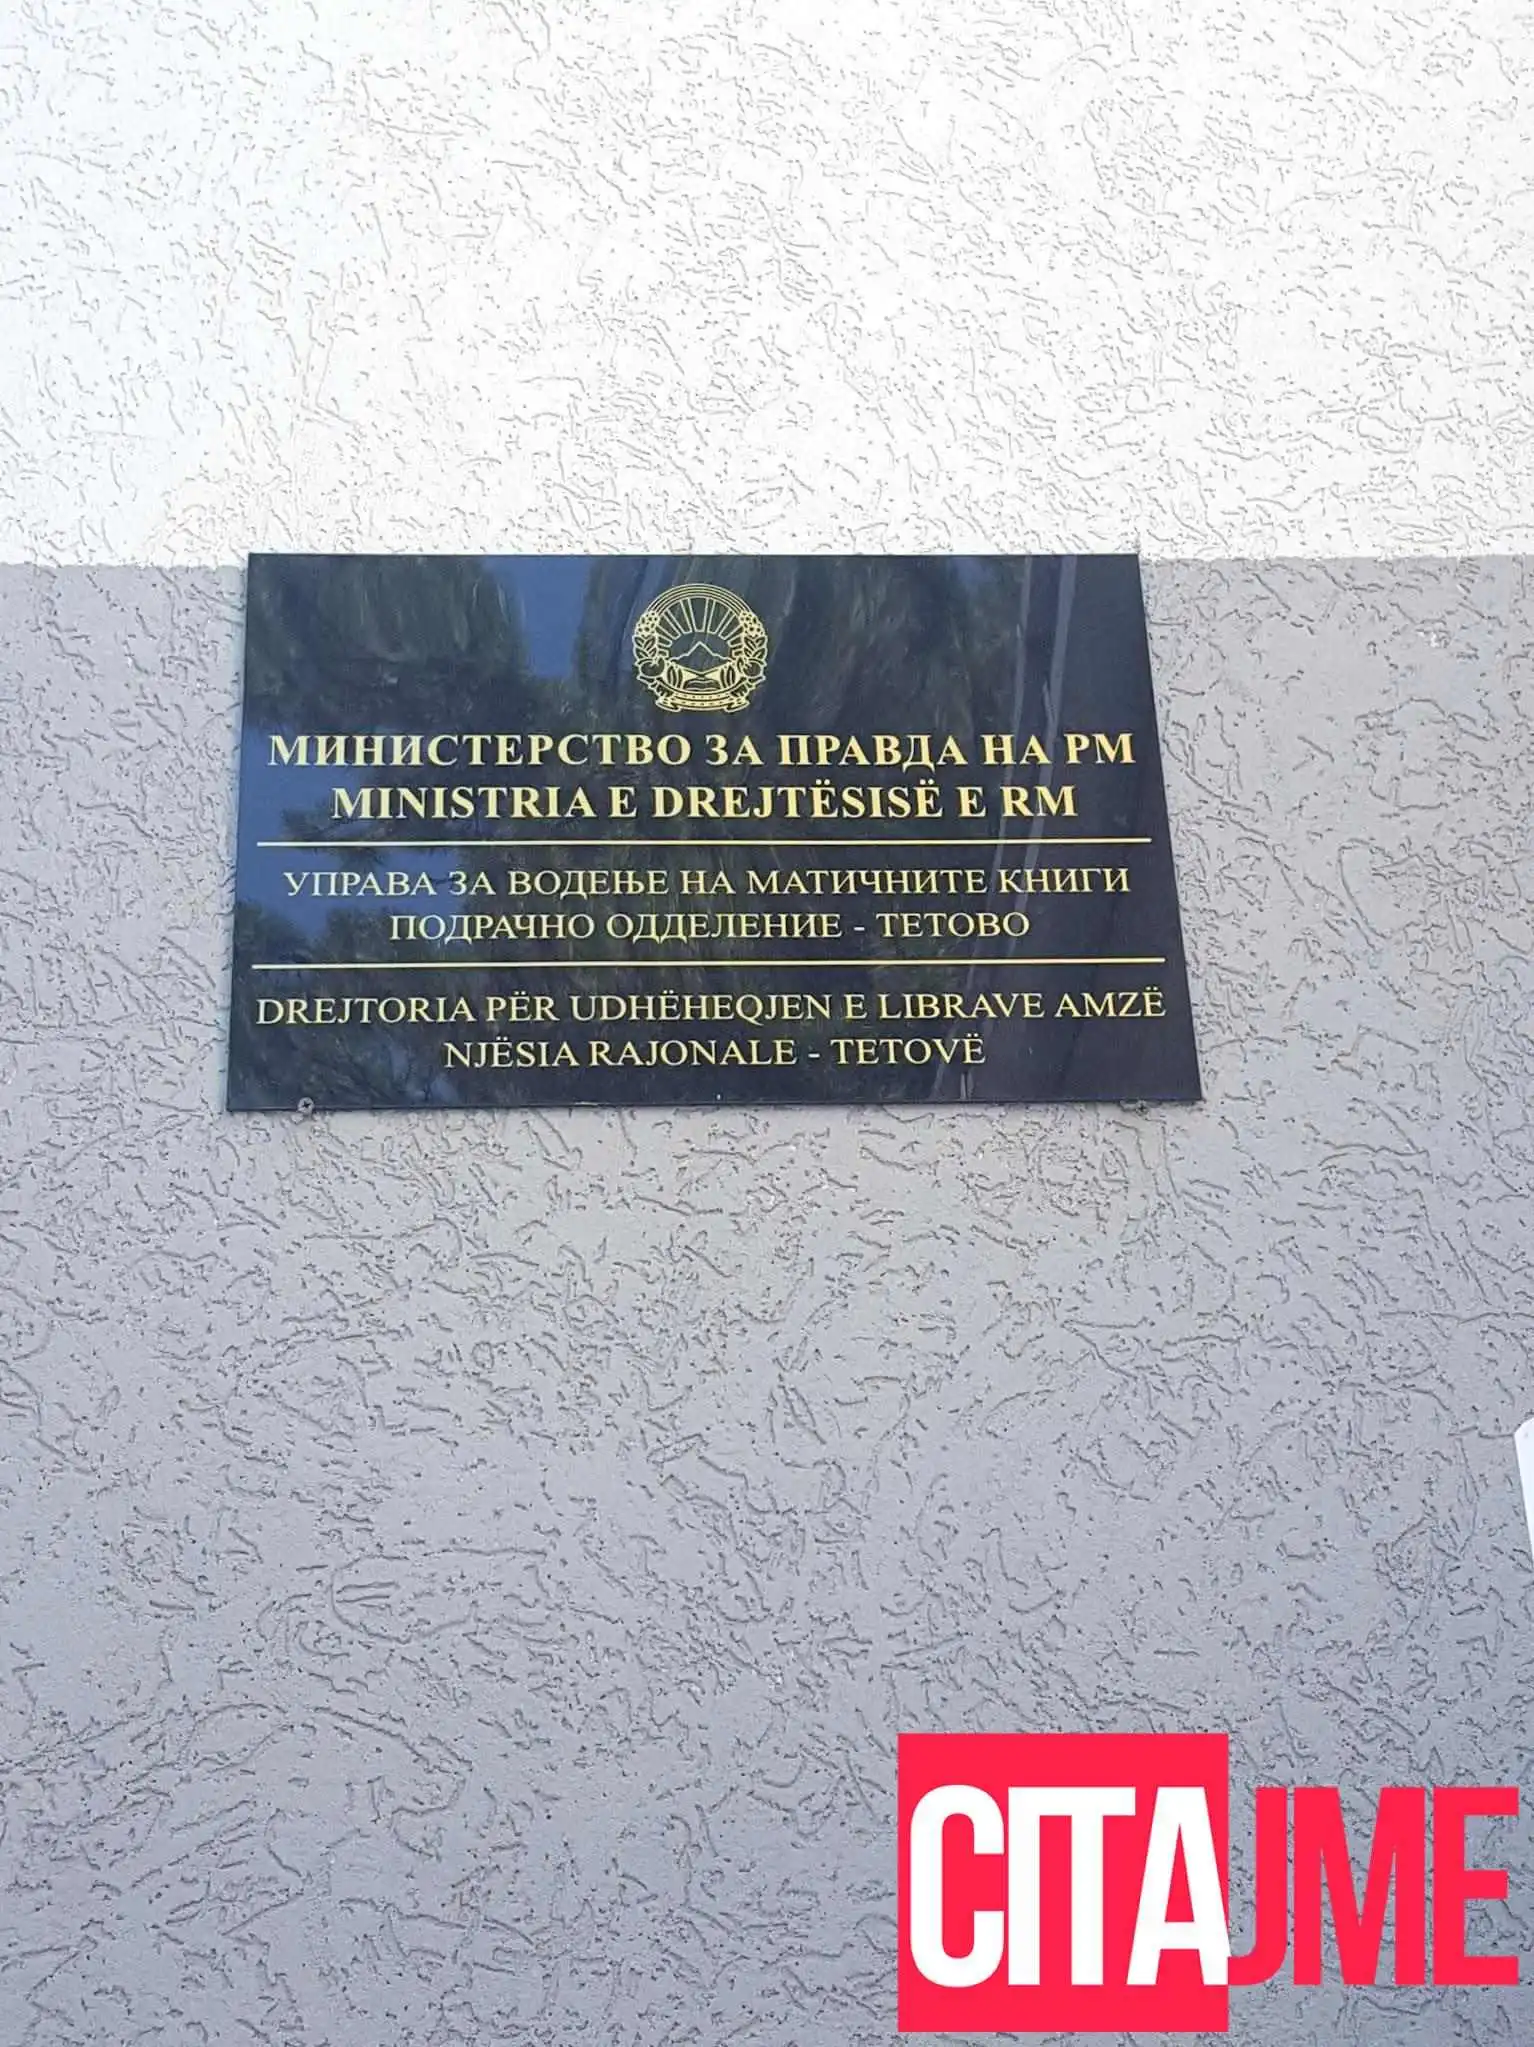 МИНИСТЕРСТВО ЗА ПРАВДА НА РМ
MINISTRIA E DREJTËSISË E RM
УПРАВА ЗА ВОДЕЊЕ НА МАТИЧНИТЕ КНИГИ
ПОДРАЧНО ОДДЕЛЕНИЕ - ТЕТОВО
DREJTORIA PËR UDHËHEQJEN E LIBRAVE AMZË
NJËSIA RAJONALE - TETOVË
CITAJME